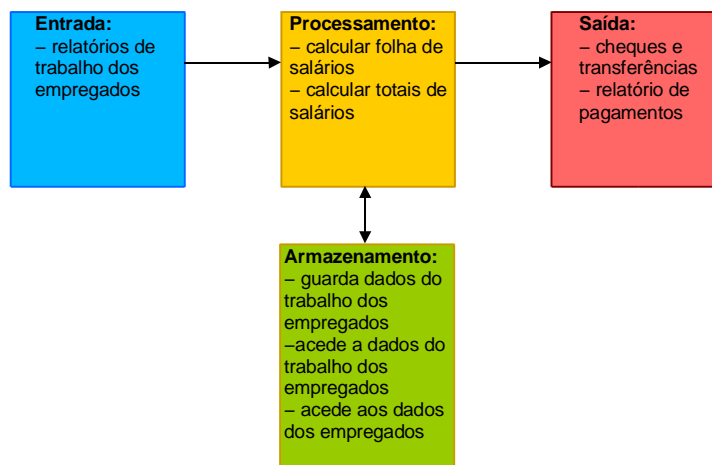 Entrada:
– relatórios de
trabalho dos
empregados
Processamento:
– calcular folha de
salários
– calcular totais de
salários
Saída:
– cheques e
transferências
– relatório de
pagamentos
Armazenamento:
– guarda dados do
trabalho dos
empregados
–acede a dados do
trabalho dos
empregados
– acede aos dados
dos empregados